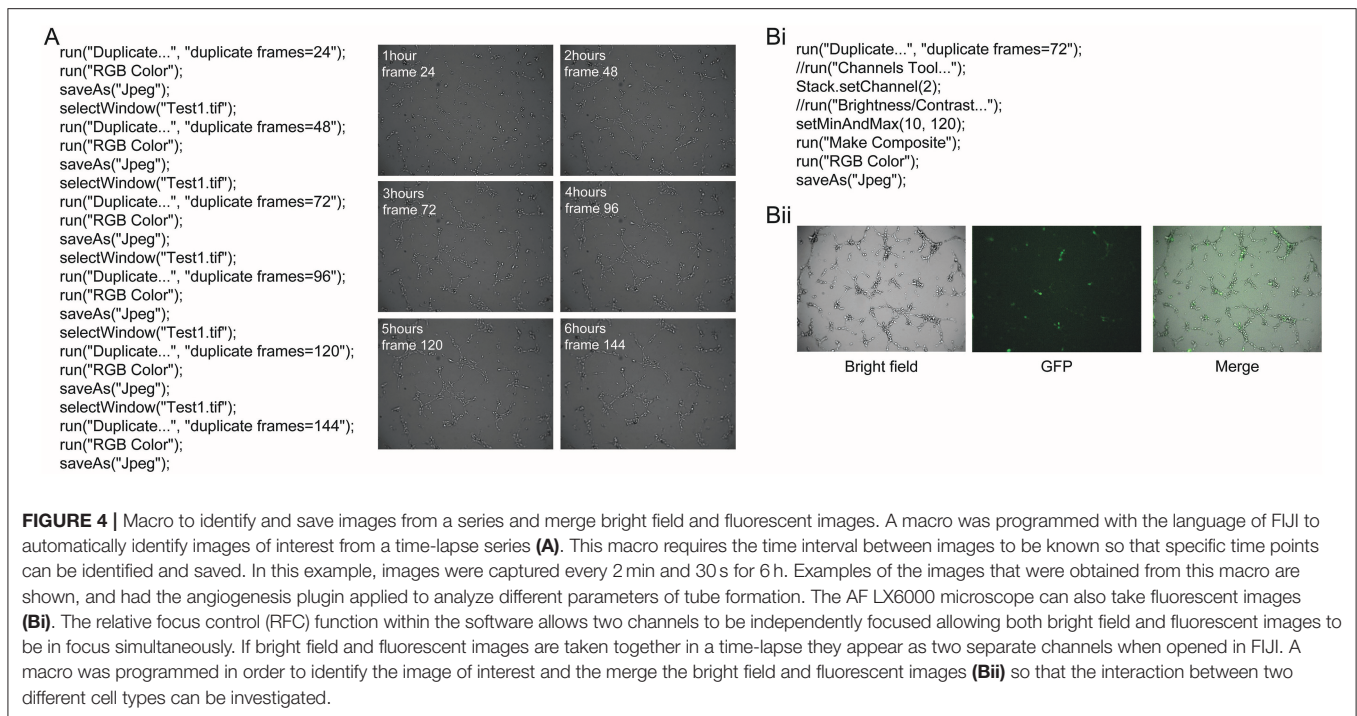 A
run("Duplicate...", "duplicate frames=24");
run("RGB Color");
saveAs("Jpeg");
selectWindow("Test1.tif");
run("Duplicate...", "duplicate frames=48");
run("RGB Color");
saveAs("Jpeg");
selectWindow("Test1.tif");
run("Duplicate...", "duplicate frames=72");
run("RGB Color");
saveAs("Jpeg");
selectWindow("Test1.tif");
run("Duplicate...", "duplicate frames=96");
run("RGB Color");
saveAs("Jpeg");
selectWindow("Test1.tif");
run("Duplicate...", "duplicate frames=120");
run("RGB Color");
saveAs("Jpeg");
selectWindow("Test1.tif");
run("Duplicate...", "duplicate frames=144");
run("RGB Color");
saveAs("Jpeg");
1hour
frame 24
2hours
frame 48
3hours
frame 72
4hours
frame 96
5hours
frame 120
6hours
frame 144
Bi
run("Duplicate...", "duplicate frames=72");
//run("Channels Tool...");
Stack.setChannel(2);
//run("Brightness/Contrast...");
setMinAndMax(10, 120);
run("Make Composite");
run("RGB Color");
saveAs("Jpeg");
Bii
Bright field
GFP
Merge
FIGURE 4 | Macro to identify and save images from a series and merge bright field and fluorescent images. A macro was programmed with the language of FIJI to
automatically identify images of interest from a time-lapse series (A). This macro requires the time interval between images to be known so that specific time points
can be identified and saved. In this example, images were captured every 2 min and 30 s for 6 h. Examples of the images that were obtained from this macro are
shown, and had the angiogenesis plugin applied to analyze different parameters of tube formation. The AF LX6000 microscope can also take fluorescent images
(Bi). The relative focus control (RFC) function within the software allows two channels to be independently focused allowing both bright field and fluorescent images to
be in focus simultaneously. If bright field and fluorescent images are taken together in a time-lapse they appear as two separate channels when opened in FIJI. A
macro was programmed in order to identify the image of interest and the merge the bright field and fluorescent images (Bii) so that the interaction between two
different cell types can be investigated.